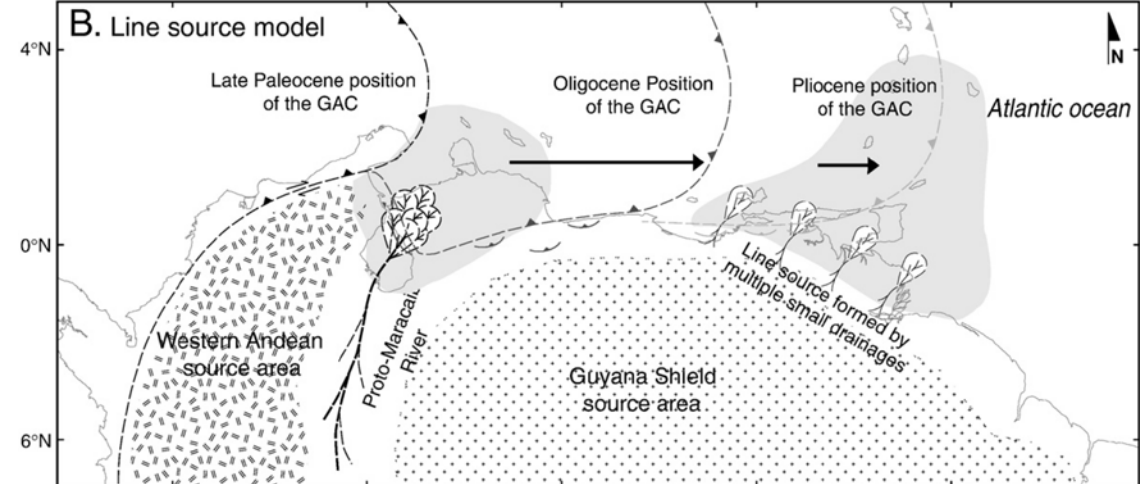 B. Line source model
4°N
Late Paleocene position
of the GAC
Oligocene Position
of the GAC
Pliocene position
of the GAC
N
Atlantic ocean
0°N
Line source formed by
multiple small drainages
Western Andean
source area
Proto-Maracai
River
Guyana Shield
source area
6°N